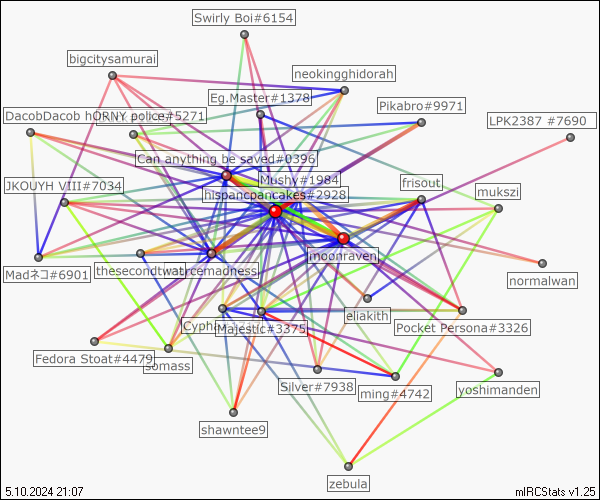 Swirly Boi#6154
bigcitysamurai
neokingghidorah
Eg.Master#1378
Pikabro#9971
DacobDacob
hORNY police#5271
LPK2387 #7690
Can anything be saved#0396
Mushy#1984
JKOUYH VIII#7034
hispancpancakes#2928
frisout
mukszi
moonraven
Madネコ#6901
thesecondtwat
rcemadness
normalwan
eliakith
Cypha
Majestic#3375
Pocket Persona#3326
Fedora Stoat#4479
somass
Silver#7938
ming#4742
yoshimanden
shawntee9
zebula
5.10.2024 21:07
mIRCStats v1.25